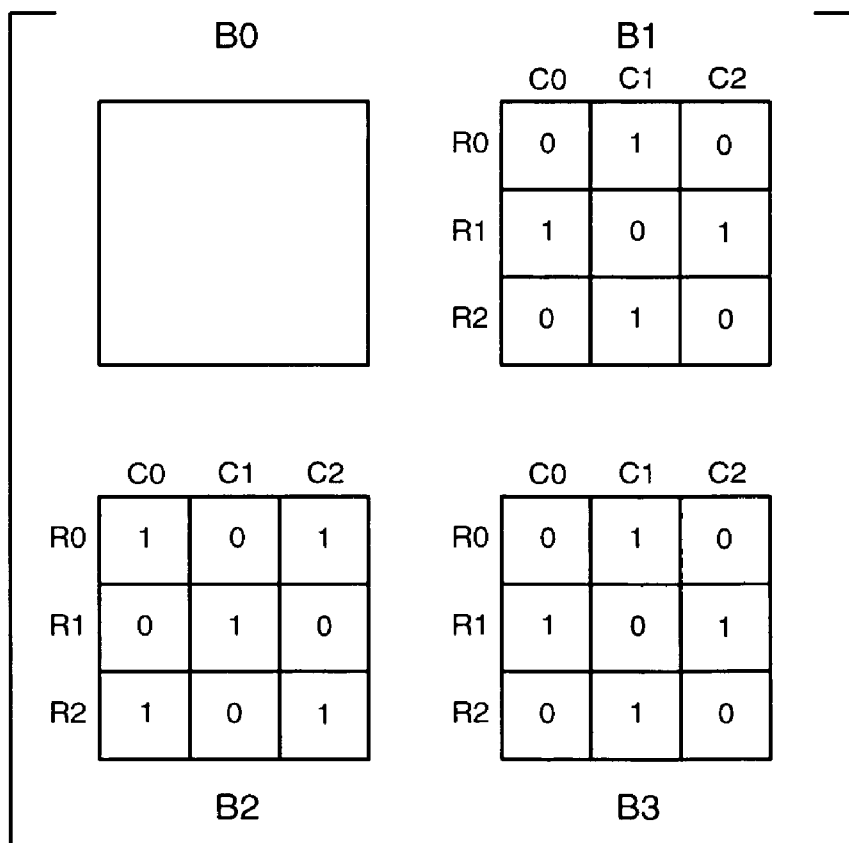 B0 B1
C0 C1 C2
R0 0 1 0
R1 1 0 1
R2 0 1 0
C0 C1 C2 C0 C1 C2
R0 1 0 1 R0 0 1 0
R1 0 1 0 R1 1 0 1
R2 1 0 1 R2 0 1 0
B2 B3